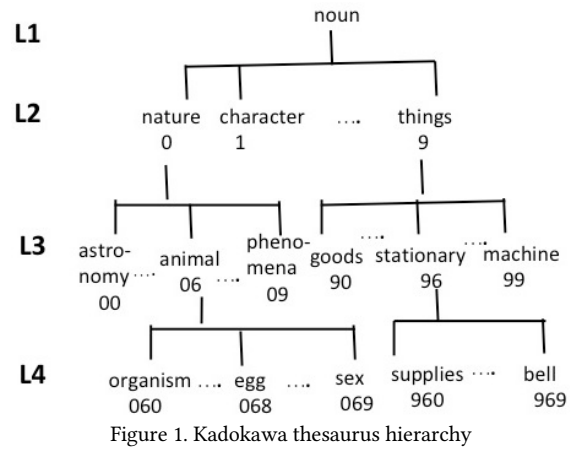 L1
noun
L2
nature character .... things
0 1 9
L3
astro-
nomy .... animal .... pheno-
mena goods .... stationary .... machine
00 06 09 90 96 99
L4
organism .... egg .... sex supplies .... bell
060 068 069 960 969
Figure 1. Kadokawa thesaurus hierarchy